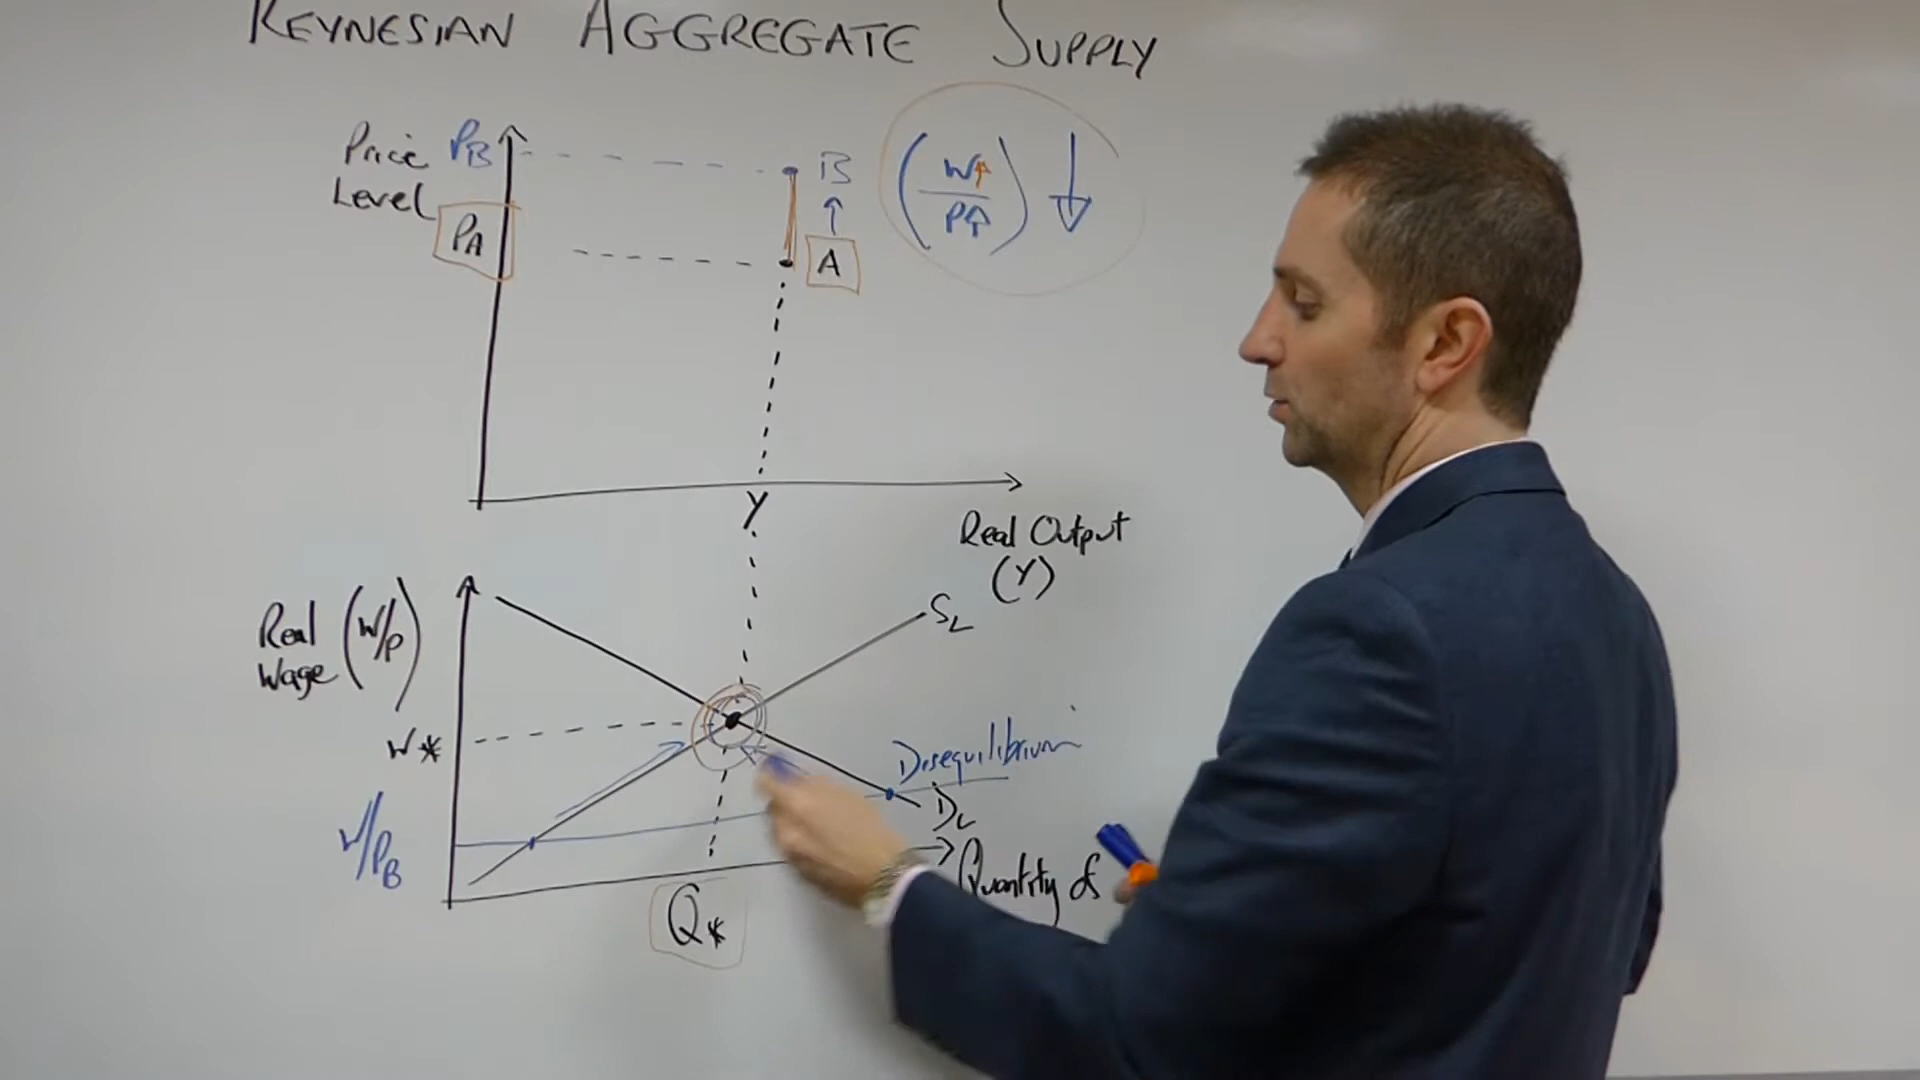 KEYNESIAN AGGREGATE SUPPLY
Price
Level
PB
PA
B
A
(W↑/P↑) ↓
Y
Real Output
(Y)
Real
Wage
(W/P)
SL
W*
Disequilibrium
DL
W/PB
Quantity of
Q*